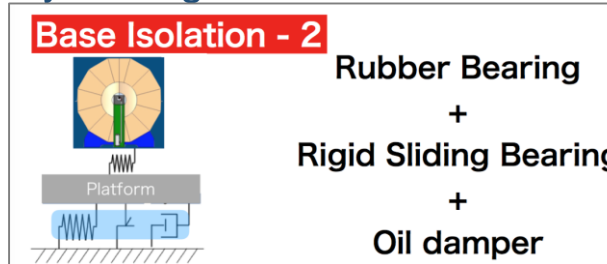 Base Isolation - 2
Rubber Bearing
+
Rigid Sliding Bearing
+
Oil damper
Platform